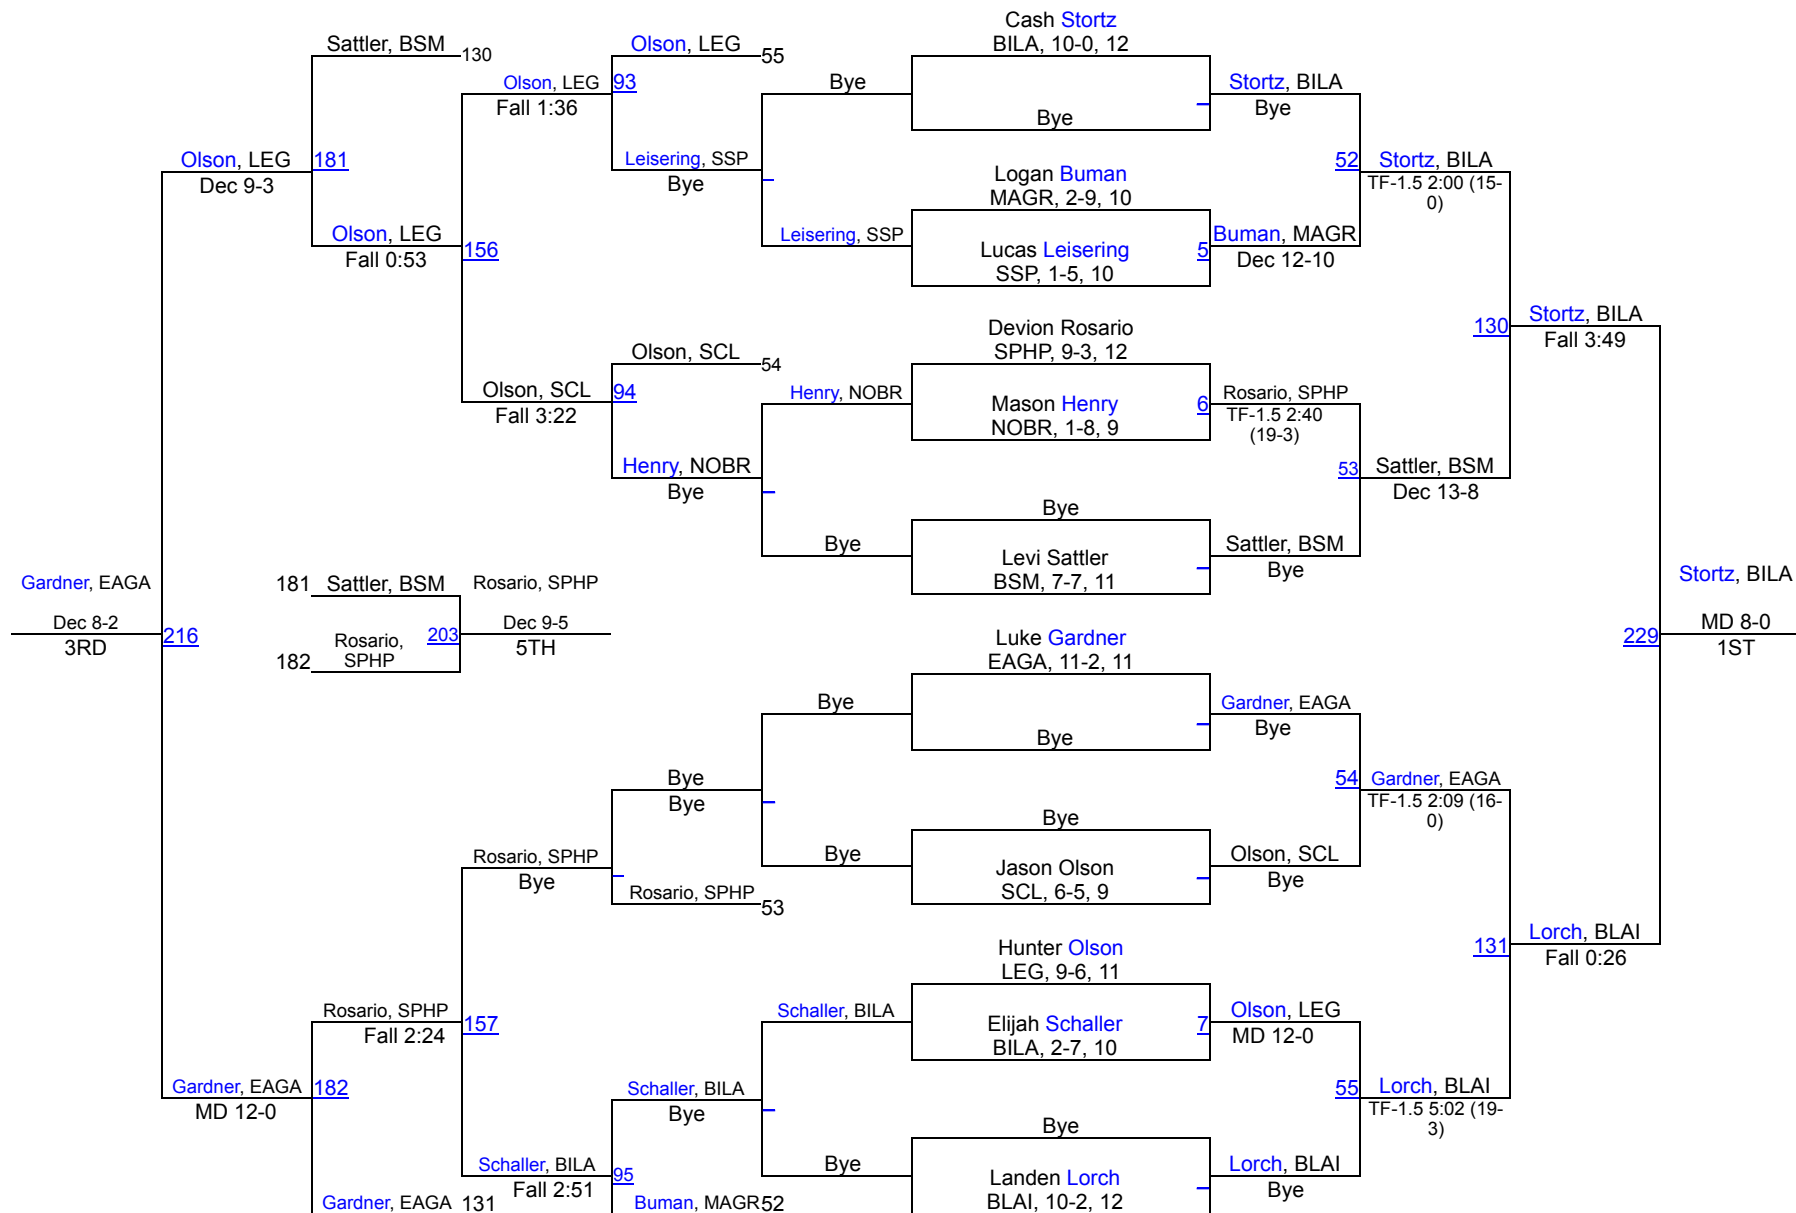 Cash Stortz
BILA, 10-0, 12
Sattler, BSM
130
Olson, LEG
55
Olson, LEG
93
Fall 1:36
Bye
Stortz, BILA
Bye
Bye
Olson, LEG
181
Dec 9-3
Leisering, SSP
Bye
Logan Buman
MAGR, 2-9, 10
52
Stortz, BILA
TF-1.5 2:00 (15-
0)
Olson, LEG
156
Fall 0:53
Leisering, SSP
Lucas Leisering
SSP, 1-5, 10
5
Buman, MAGR
Dec 12-10
Devion Rosario
SPHP, 9-3, 12
130
Stortz, BILA
Fall 3:49
Olson, SCL
54
Olson, SCL
94
Fall 3:22
Henry, NOBR
Mason Henry
NOBR, 1-8, 9
6
Rosario, SPHP
TF-1.5 2:40
(19-3)
Henry, NOBR
Bye
53
Sattler, BSM
Dec 13-8
Bye
Bye
Levi Sattler
BSM, 7-7, 11
Sattler, BSM
Bye
Gardner, EAGA
181
Sattler, BSM
Rosario, SPHP
Stortz, BILA
Dec 8-2
3RD
216
182
Rosario,
SPHP
203
Dec 9-5
5TH
Luke Gardner
EAGA, 11-2, 11
229
MD 8-0
1ST
Bye
Bye
Gardner, EAGA
Bye
Bye
Bye
54
Gardner, EAGA
TF-1.5 2:09 (16-
0)
Bye
Rosario, SPHP
Bye
Bye
Jason Olson
SCL, 6-5, 9
Olson, SCL
Bye
Rosario, SPHP
53
Hunter Olson
LEG, 9-6, 11
131
Lorch, BLAI
Fall 0:26
Rosario, SPHP
157
Fall 2:24
Schaller, BILA
Elijah Schaller
BILA, 2-7, 10
7
Olson, LEG
MD 12-0
Gardner, EAGA
182
MD 12-0
Schaller, BILA
Bye
55
Lorch, BLAI
TF-1.5 5:02 (19-
3)
Bye
Schaller, BILA
95
Fall 2:51
Bye
Landen Lorch
BLAI, 10-2, 12
Lorch, BLAI
Bye
Gardner, EAGA
131
Buman, MAGR
52